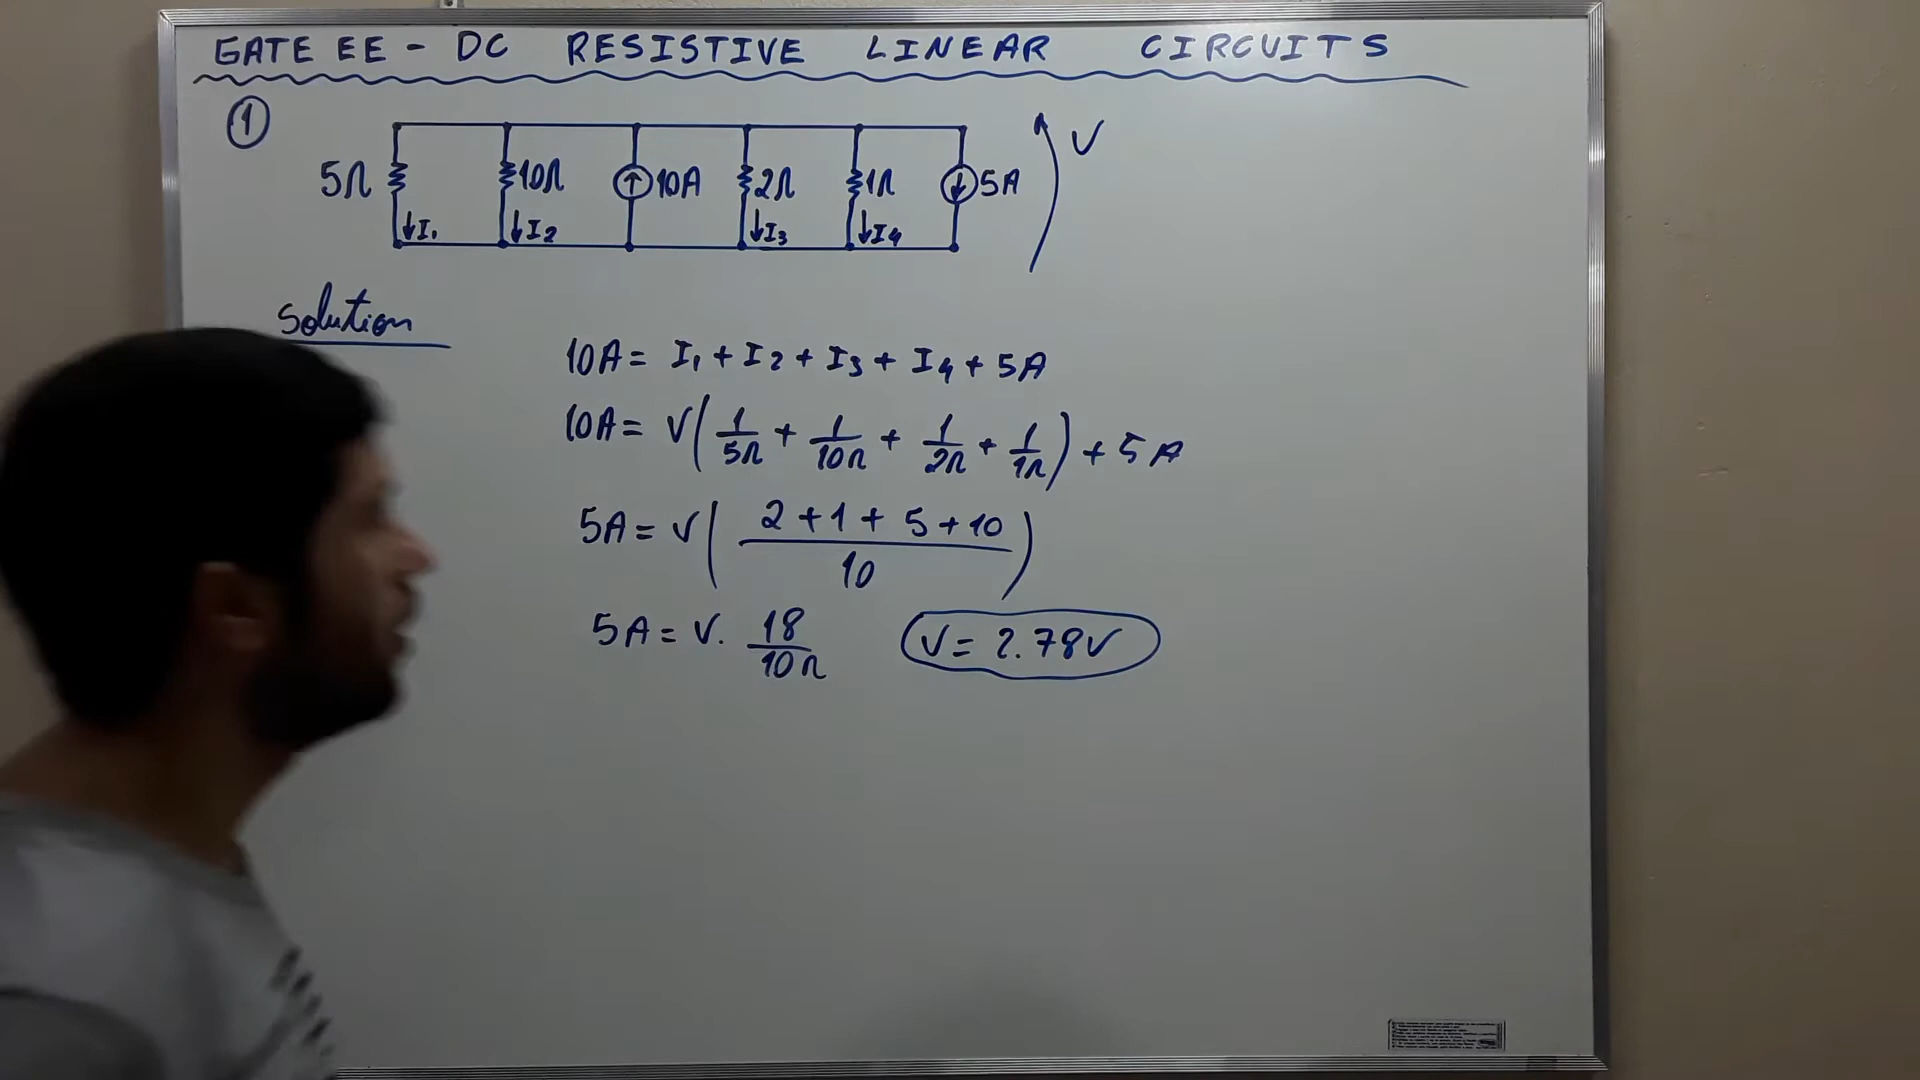 GATE EE - DC RESISTIVE LINEAR CIRCUITS
1
5Ω 10Ω 10A 2Ω 1Ω 5A V
I1 I2 I3 I4
Solution
10A = I1 + I2 + I3 + I4 + 5A
10A = V(1/5Ω + 1/10Ω + 1/2Ω + 1/1Ω) + 5A
5A = V(2+1+5+10/10)
5A = V. 18/10Ω V = 2.78V